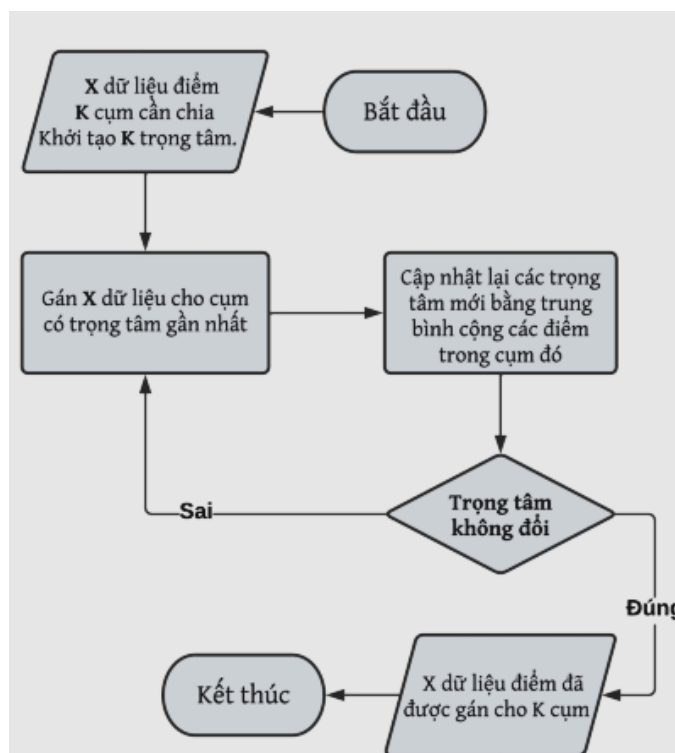 Bắt đầu
X dữ liệu điểm
K cụm cần chia
Khởi tạo K trọng tâm.
Gán X dữ liệu cho cụm
có trọng tâm gần nhất
Cập nhật lại các trọng
tâm mới bằng trung
bình cộng các điểm
trong cụm đó
Trọng tâm
không đổi
Sai
Đúng
X dữ liệu điểm đã
được gán cho K cụm
Kết thúc